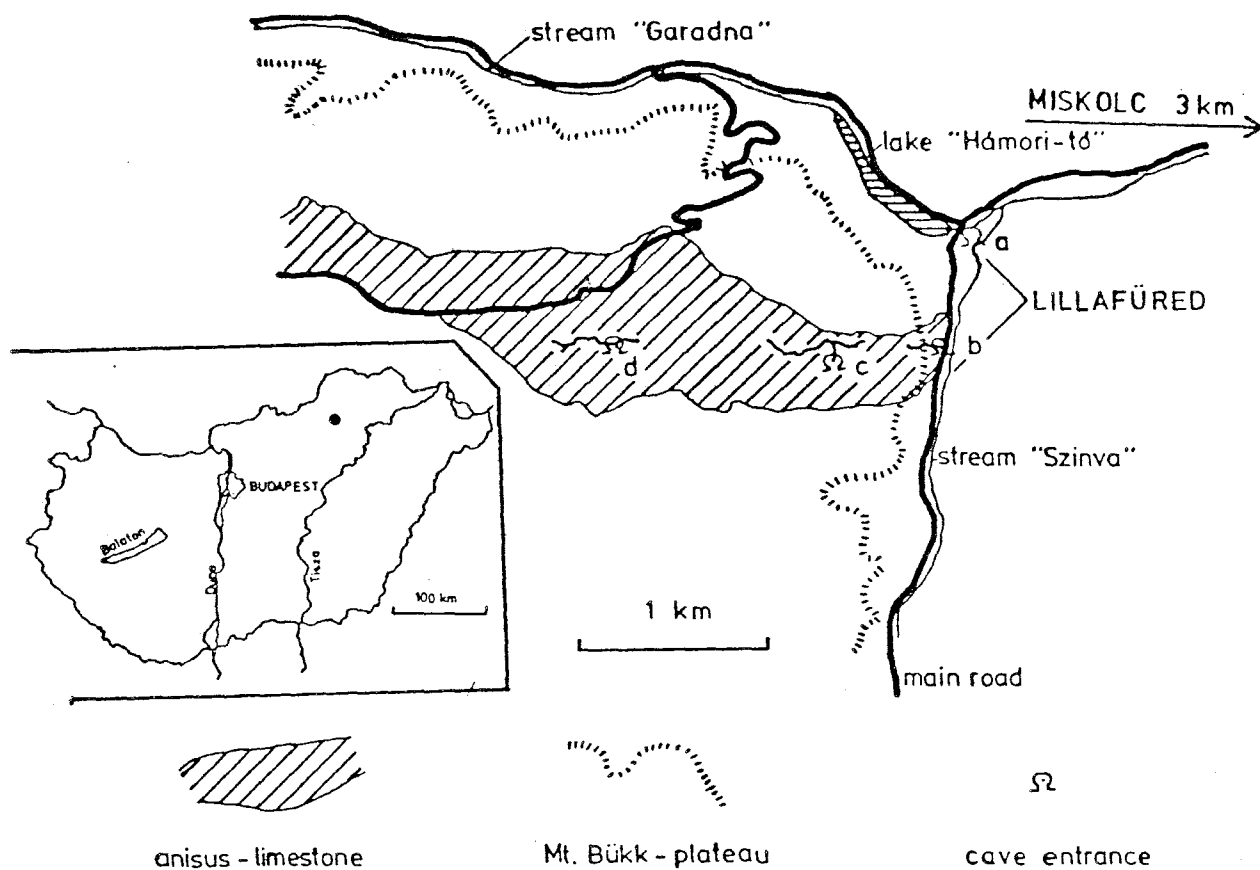 stream "Garadna"
MISKOLC 3 km
lake "Hámori-tó"
a
LILLAFÜRED
b
c
d
stream "Szinva"
BUDAPEST
Balaton
Duna
Tisza
100 km
1 km
main road
anisus - limestone
Mt. Bükk - plateau
cave entrance